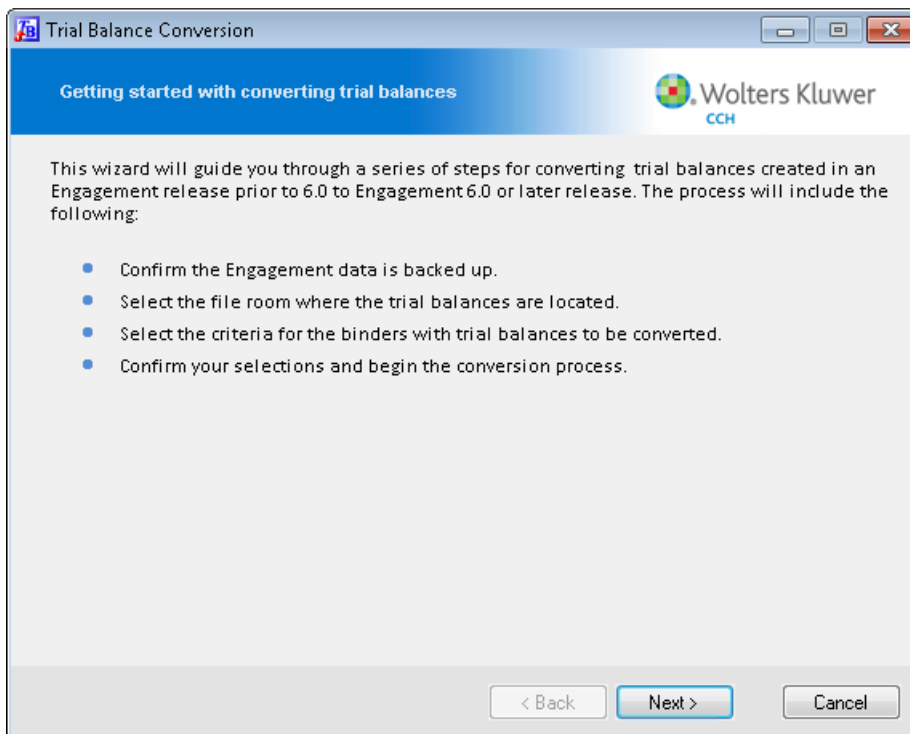 Trial Balance Conversion
Getting started with converting trial balances
Wolters Kluwer
CCH
This wizard will guide you through a series of steps for converting trial balances created in an
Engagement release prior to 6.0 to Engagement 6.0 or later release. The process will include the
following:
Confirm the Engagement data is backed up.
Select the file room where the trial balances are located.
Select the criteria for the binders with trial balances to be converted.
Confirm your selections and begin the conversion process.
< Back
Next >
Cancel